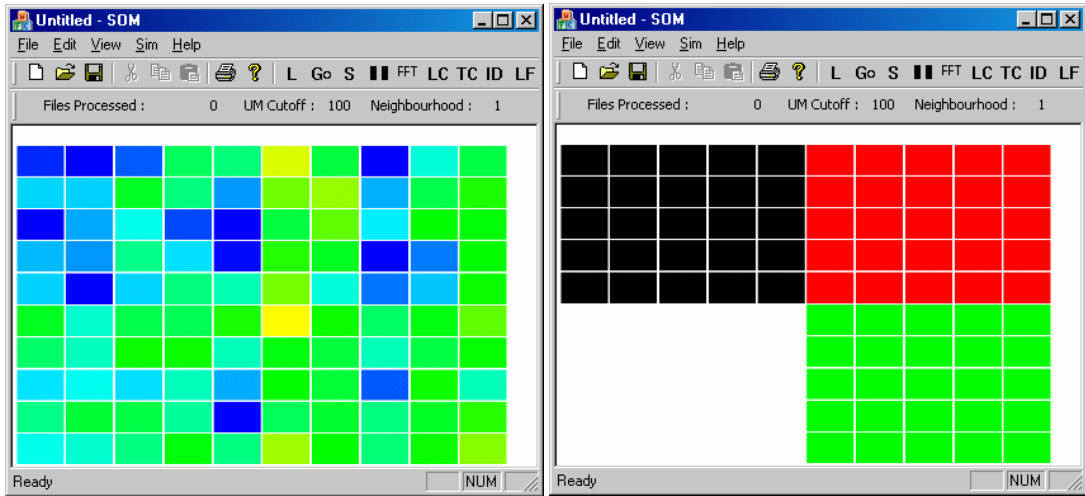 Untitled - SOM
File Edit View Sim Help
L Go S FFT LC TC ID LF
Files Processed : 0 UM Cutoff : 100 Neighbourhood : 1
Ready NUM
Untitled - SOM
File Edit View Sim Help
L Go S FFT LC TC ID LF
Files Processed : 0 UM Cutoff : 100 Neighbourhood : 1
Ready NUM